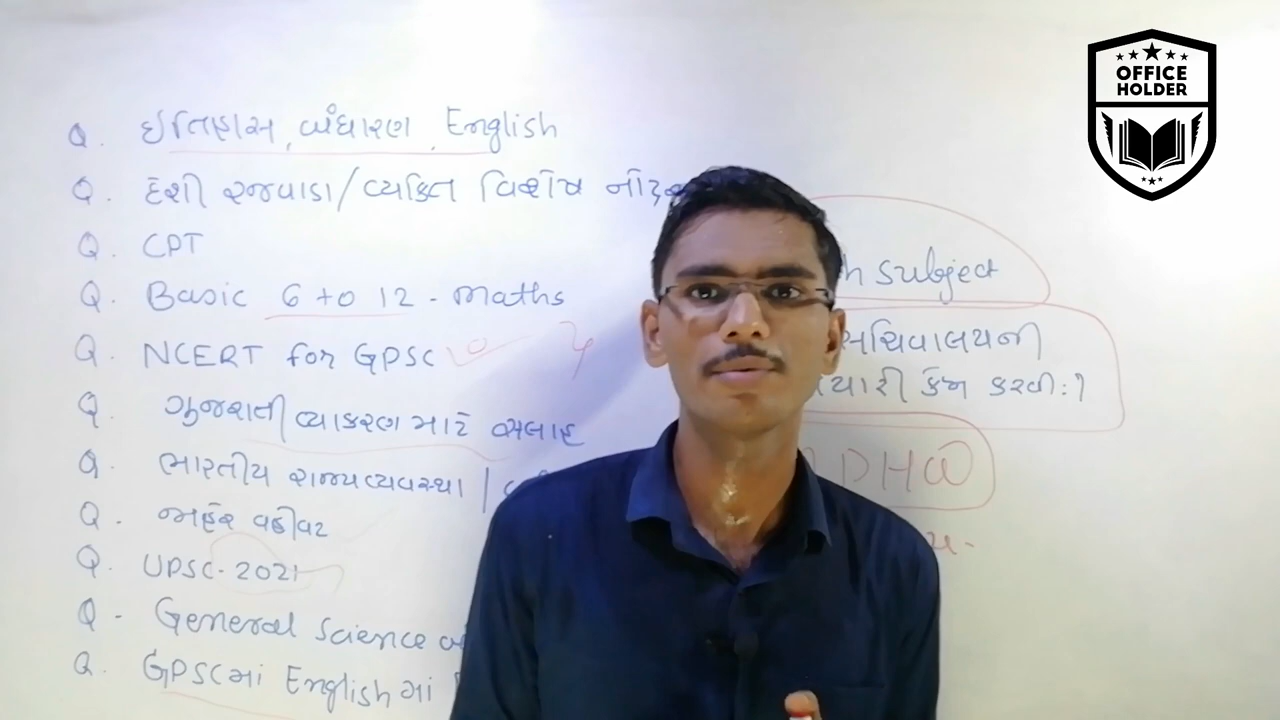 OFFICE
HOLDER
Q. ઇતિહાસ, બંધારણ, English
Q. દેશી રજવાડા/વ્યક્તિ વિશેષ
Q. CPT
Q. Basic 6 to 12 - maths
Q. NCERT for GPSC
Q. ગુજરાતી વ્યાકરણ માટે સલાહ
Q. ભારતીય રાજ્યવ્યવસ્થા |
Q. જાહેર વહીવટ
Q. UPSC-2021
Q - General Science
Q. GPSCમાં Englishમાં
subject
સચિવાલયની
કેમ કરવી:?